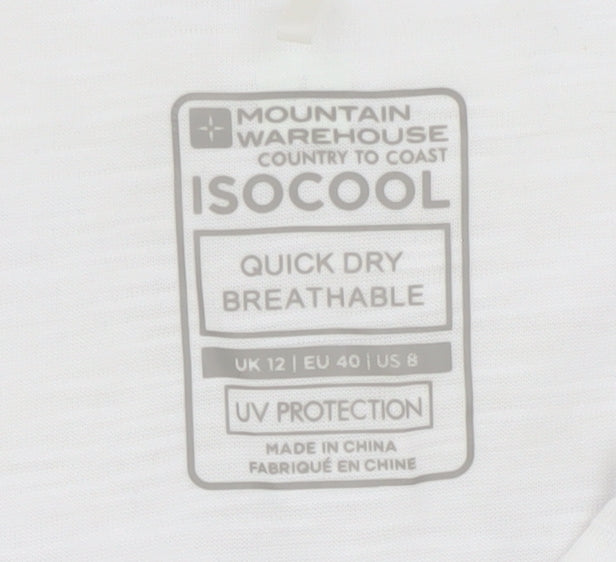 MOUNTAIN
WAREHOUSE
COUNTRY TO COAST
ISOCOOL
QUICK DRY
BREATHABLE
UK 12 | EU 40 | US 8
UV PROTECTION
MADE IN CHINA
FABRIQUÉ EN CHINE